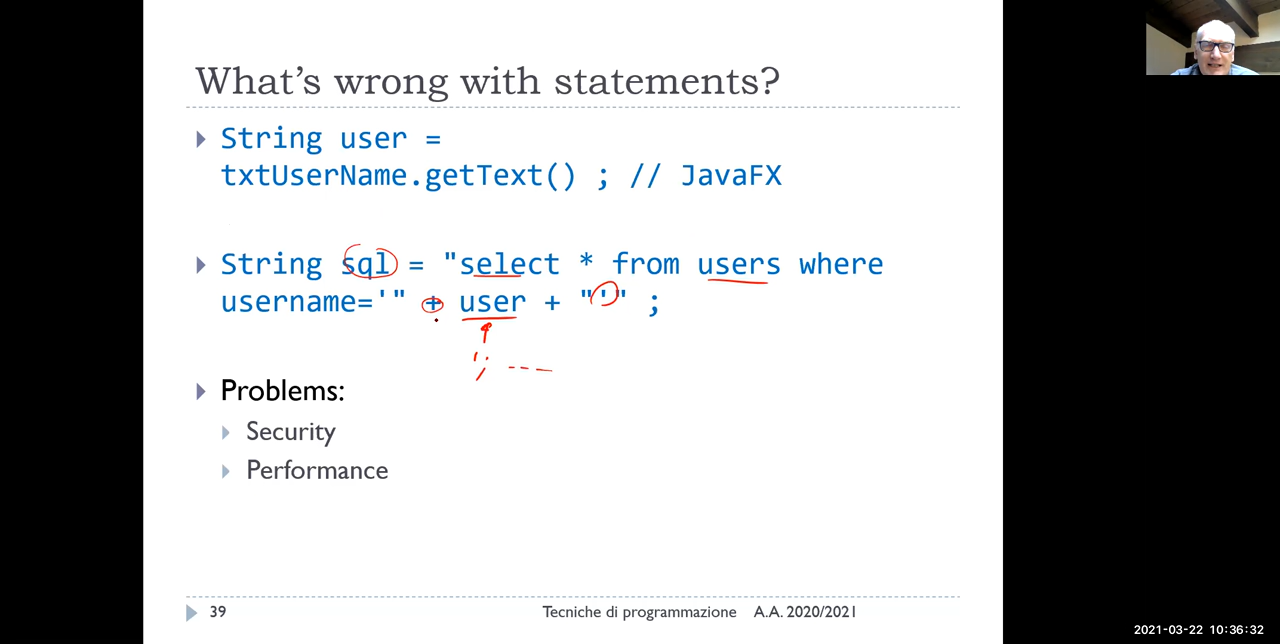 What's wrong with statements?
String user =
txtUserName.getText() ; // JavaFX
String sql = "select * from users where
username='" + user + "'" ;
'; ---
Problems:
Security
Performance
39 Tecniche di programmazione A.A. 2020/2021
2021-03-22 10:36:32